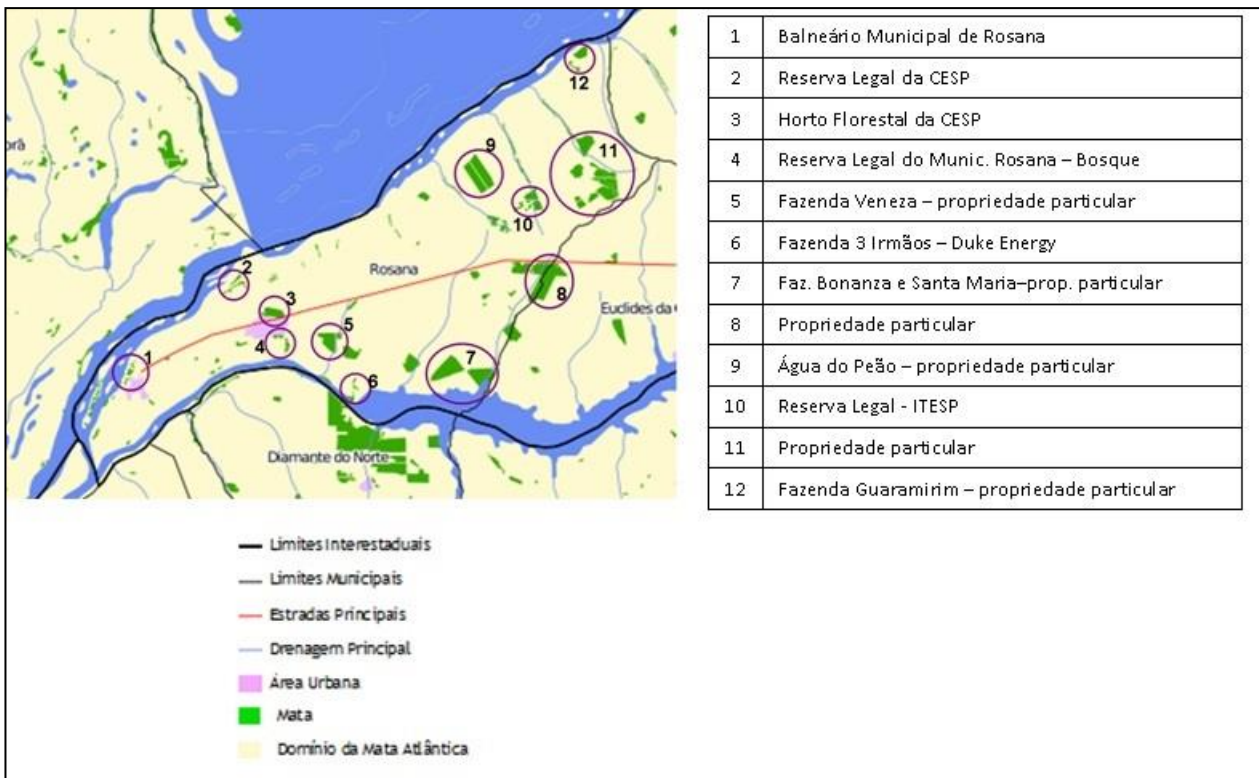 12
9
11
orã
10
2
Rosana
8
3
Euclides da
5
4
7
1
6
Diamante do Norte
1 Balneário Municipal de Rosana
2 Reserva Legal da CESP
3 Horto Florestal da CESP
4 Reserva Legal do Munic. Rosana – Bosque
5 Fazenda Veneza – propriedade particular
6 Fazenda 3 Irmãos – Duke Energy
7 Faz. Bonanza e Santa Maria–prop. particular
8 Propriedade particular
9 Água do Peão – propriedade particular
10 Reserva Legal - ITESP
11 Propriedade particular
12 Fazenda Guaramirim – propriedade particular
Limites Interestaduais
Limites Municipais
Estradas Principais
Drenagem Principal
Área Urbana
Mata
Domínio da Mata Atlântica